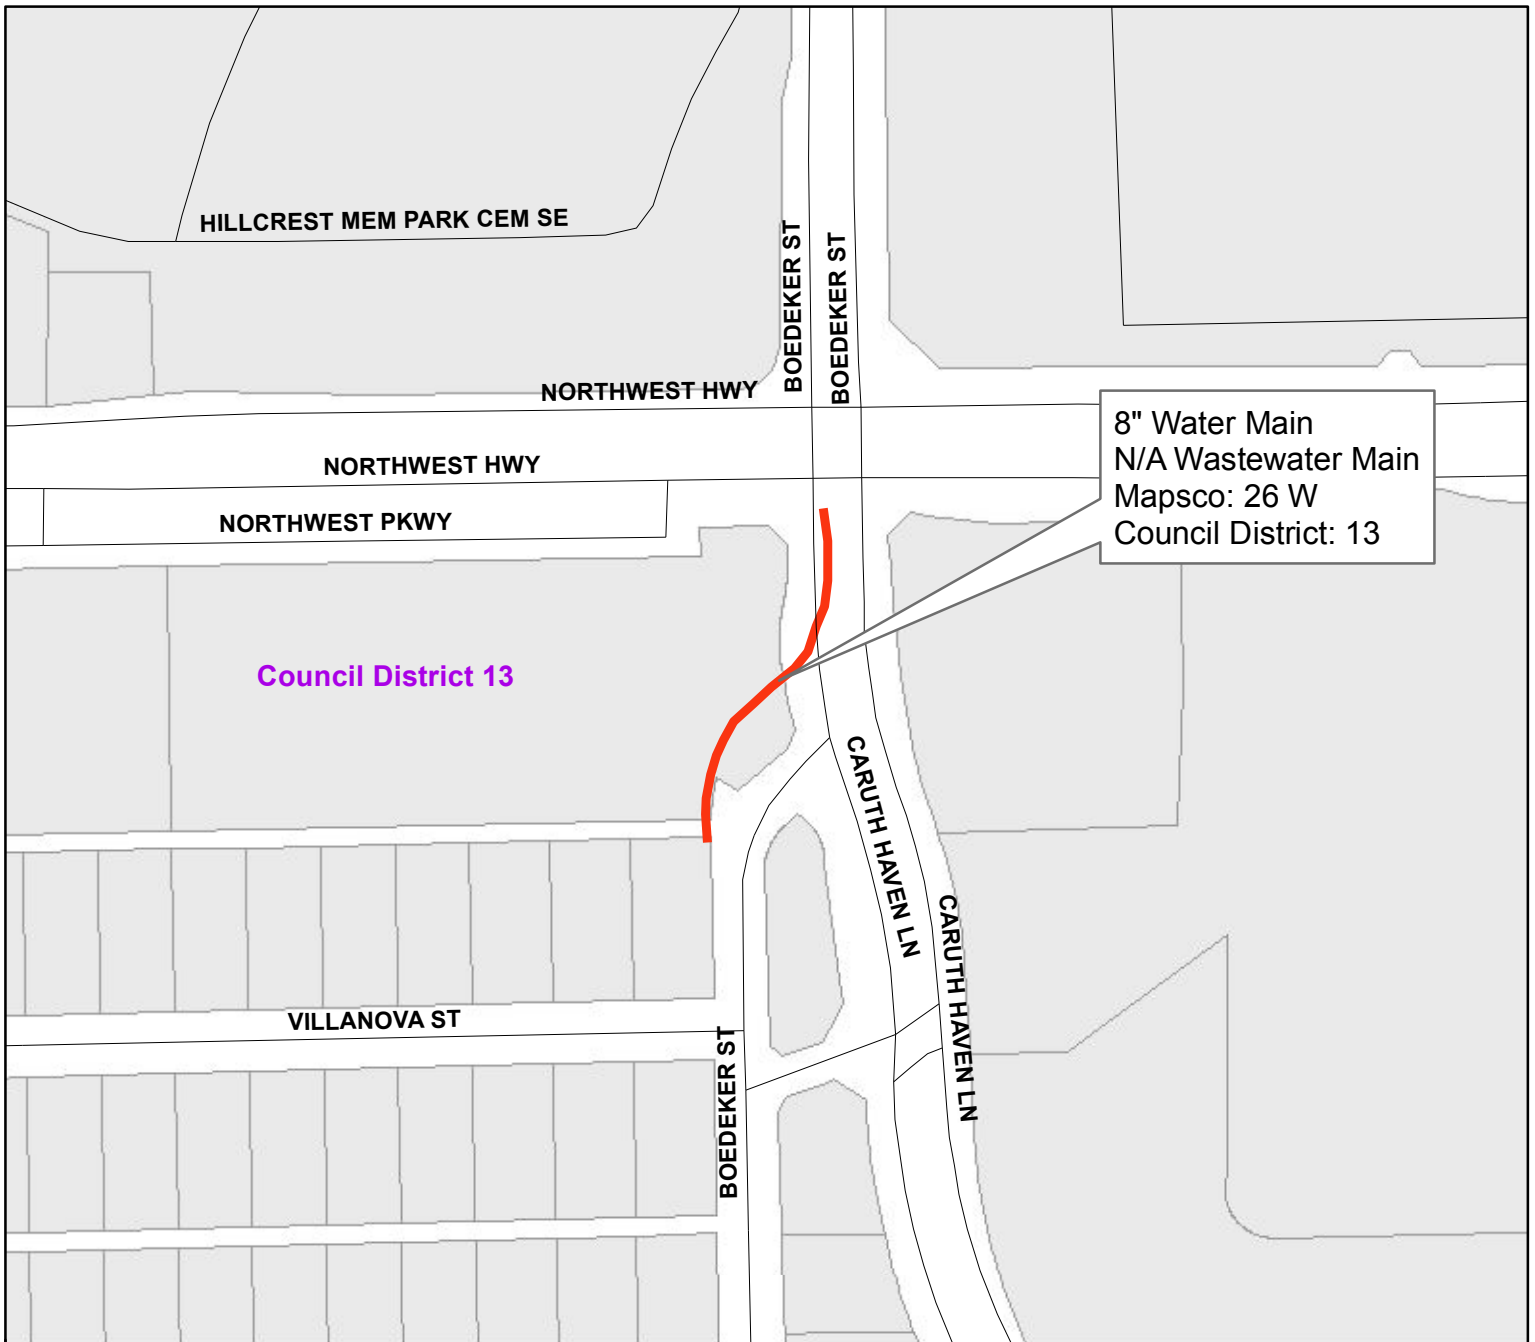 HILLCREST MEM PARK CEM SE
BOEDEKER ST
BOEDEKER ST
NORTHWEST HWY
NORTHWEST HWY
NORTHWEST PKWY
8" Water Main
N/A Wastewater Main
Mapsco: 26 W
Council District: 13
Council District 13
CARUTH HAVEN LN
CARUTH HAVEN LN
VILLANOVA ST
BOEDEKER ST